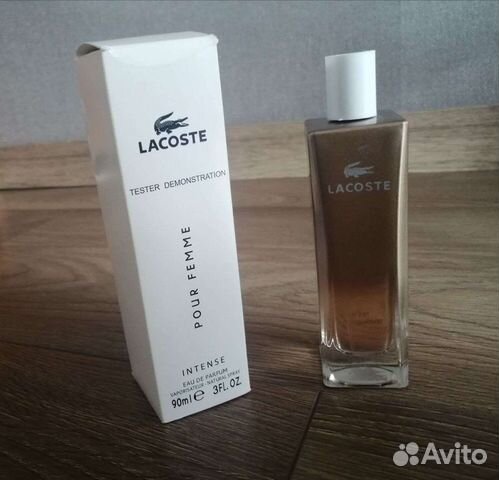 LACOSTE
TESTER DEMONSTRATION
POUR FEMME
INTENSE
EAU DE PARFUM
VAPORISATEUR - NATURAL SPRAY
90ml e 3FL.OZ
LACOSTE
Avito